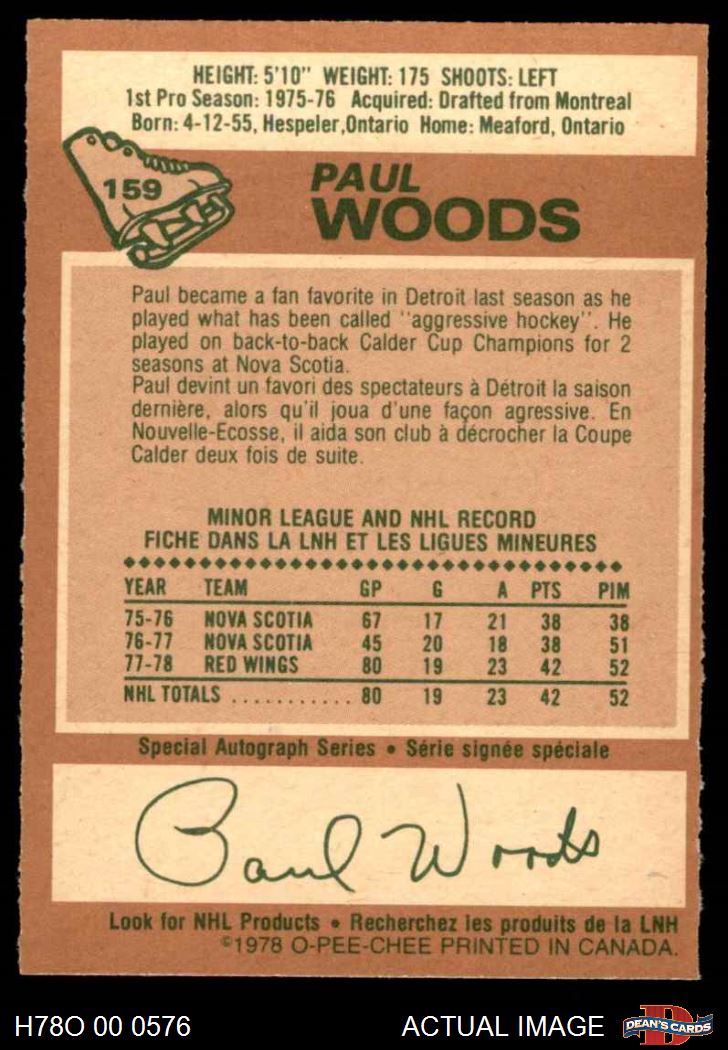 HEIGHT: 5'10" WEIGHT: 175 SHOOTS: LEFT
1st Pro Season: 1975-76 Acquired: Drafted from Montreal
Born: 4-12-55, Hespeler,Ontario Home: Meaford, Ontario
159
PAUL
WOODS
Paul became a fan favorite in Detroit last season as he
played what has been called "aggressive hockey". He
played on back-to-back Calder Cup Champions for 2
seasons at Nova Scotia.
Paul devint un favori des spectateurs à Détroit la saison
dernière, alors qu'il joua d'une façon agressive. En
Nouvelle-Ecosse, il aida son club à décrocher la Coupe
Calder deux fois de suite.
MINOR LEAGUE AND NHL RECORD
FICHE DANS LA LNH ET LES LIGUES MINEURES
YEAR TEAM GP G A PTS PIM
75-76 NOVA SCOTIA 67 17 21 38 38
76-77 NOVA SCOTIA 45 20 18 38 51
77-78 RED WINGS 80 19 23 42 52
NHL TOTALS ............ 80 19 23 42 52
Special Autograph Series • Série signée spéciale
Paul Woods
Look for NHL Products • Recherchez les produits de la LNH
©1978 O-PEE-CHEE PRINTED IN CANADA.
H78O 00 0576 ACTUAL IMAGE D DEAN'S CARDS